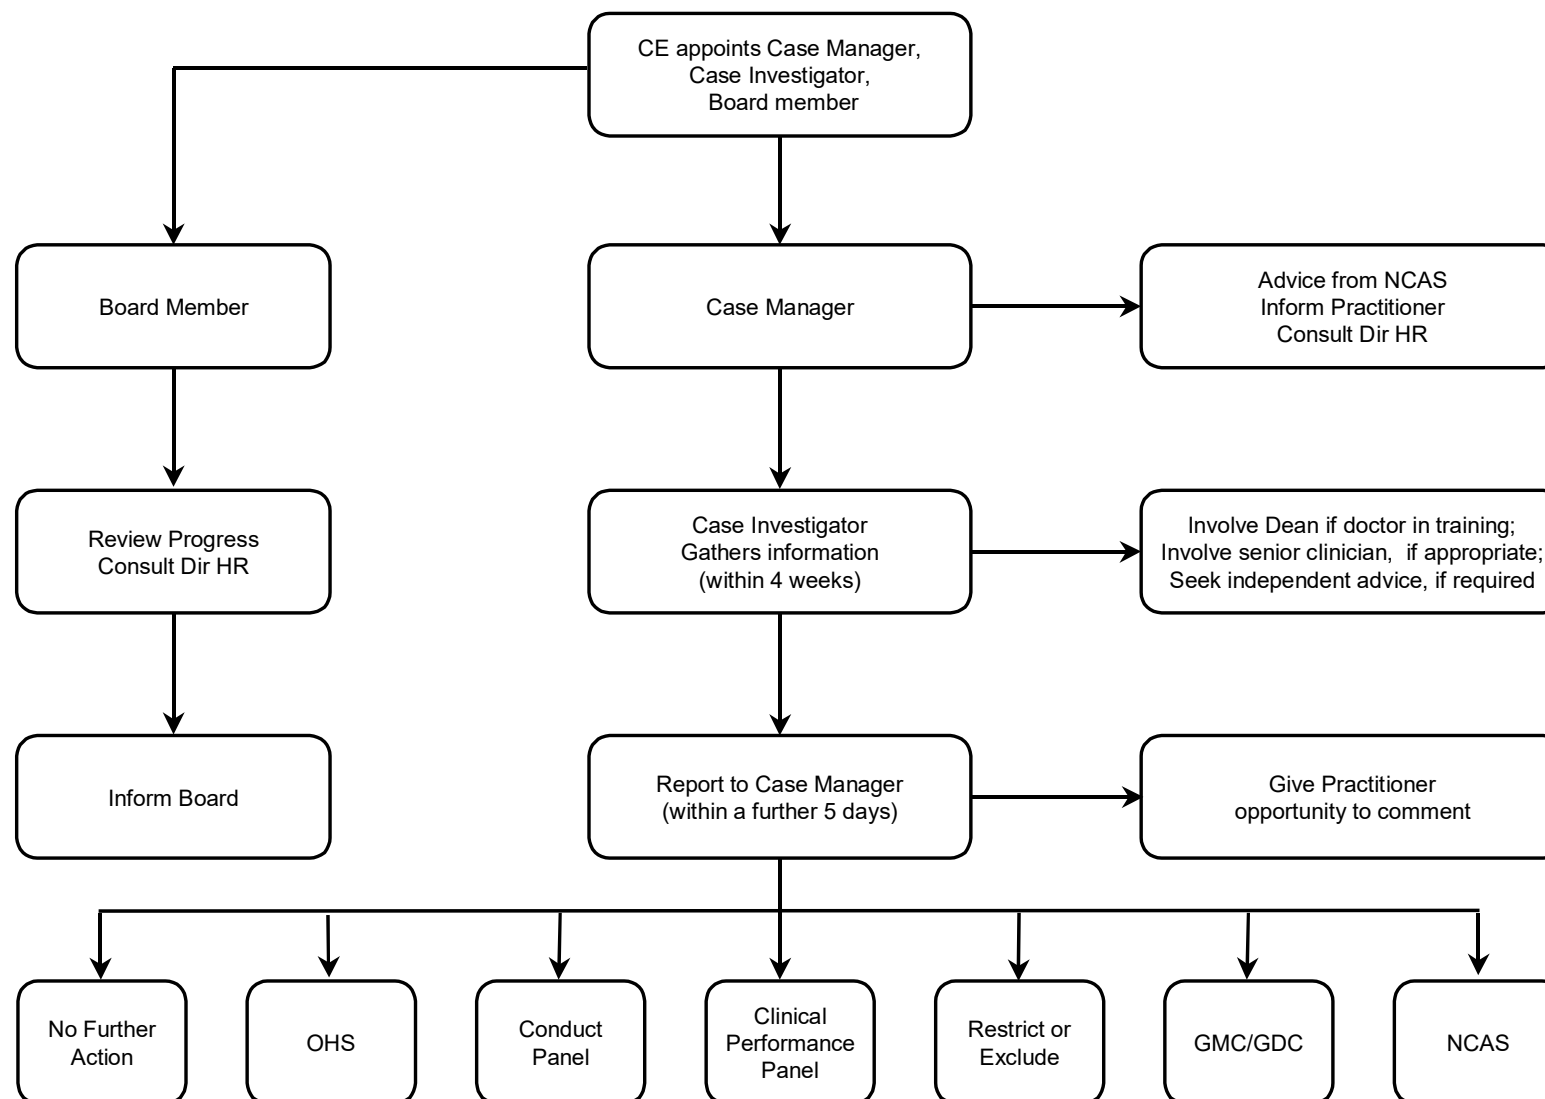 CE appoints Case Manager,
Case Investigator,
Board member
Board Member
Case Manager
Advice from NCAS
Inform Practitioner
Consult Dir HR
Review Progress
Consult Dir HR
Case Investigator
Gathers information
(within 4 weeks)
Involve Dean if doctor in training;
Involve senior clinician, if appropriate;
Seek independent advice, if required
Inform Board
Report to Case Manager
(within a further 5 days)
Give Practitioner
opportunity to comment
No Further
Action
OHS
Conduct
Panel
Clinical
Performance
Panel
Restrict or
Exclude
GMC/GDC
NCAS